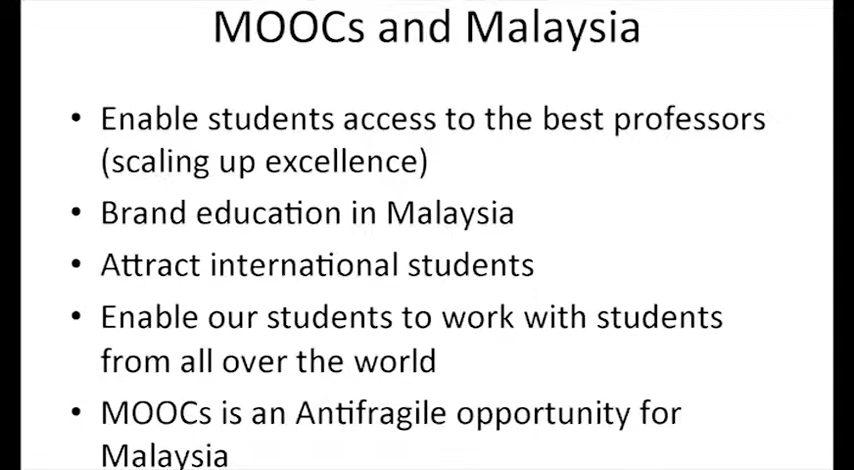 MOOCs and Malaysia
• Enable students access to the best professors
(scaling up excellence)
• Brand education in Malaysia
• Attract international students
• Enable our students to work with students
from all over the world
• MOOCs is an Antifragile opportunity for
Malaysia